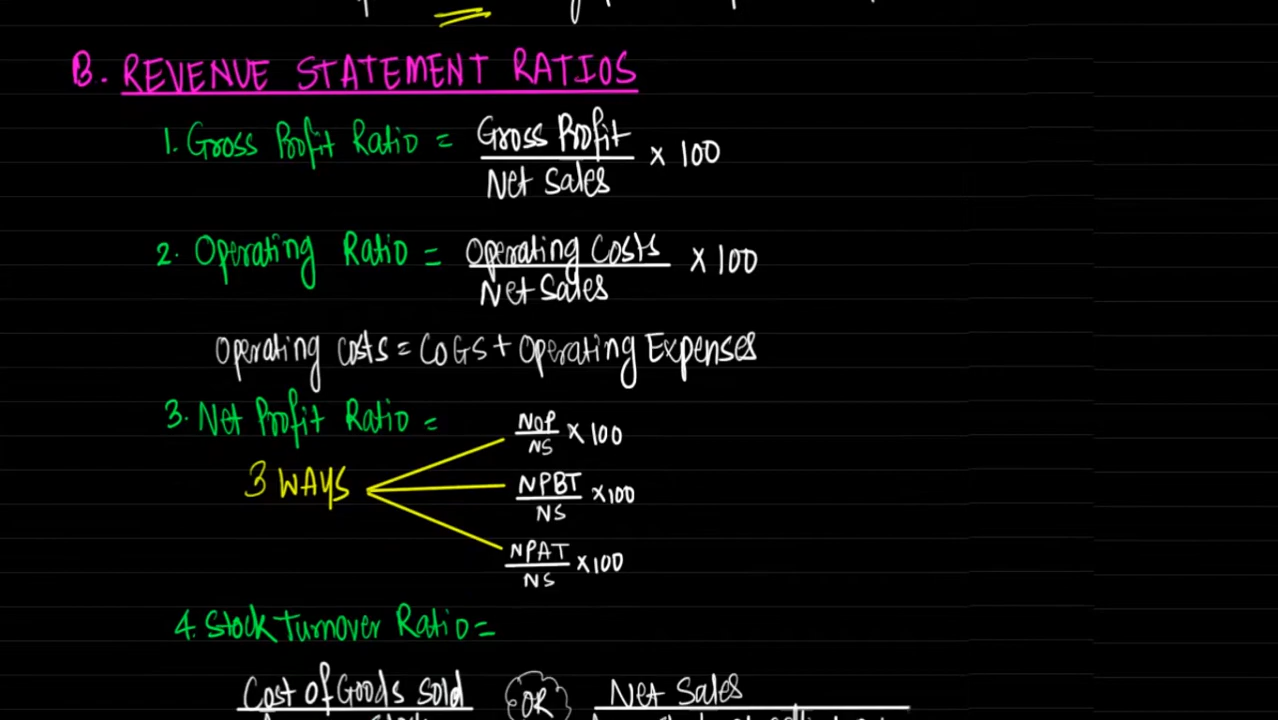 B. REVENUE STATEMENT RATIOS
1. Gross Profit Ratio = Gross Profit / Net Sales × 100
2. Operating Ratio = Operating Costs / Net Sales × 100
Operating costs = COGS + Operating Expenses
3. Net Profit Ratio =
NOP / NS × 100
3 WAYS
NPBT / NS × 100
NPAT / NS × 100
4. Stock Turnover Ratio =
Cost of Goods Sold OR Net Sales